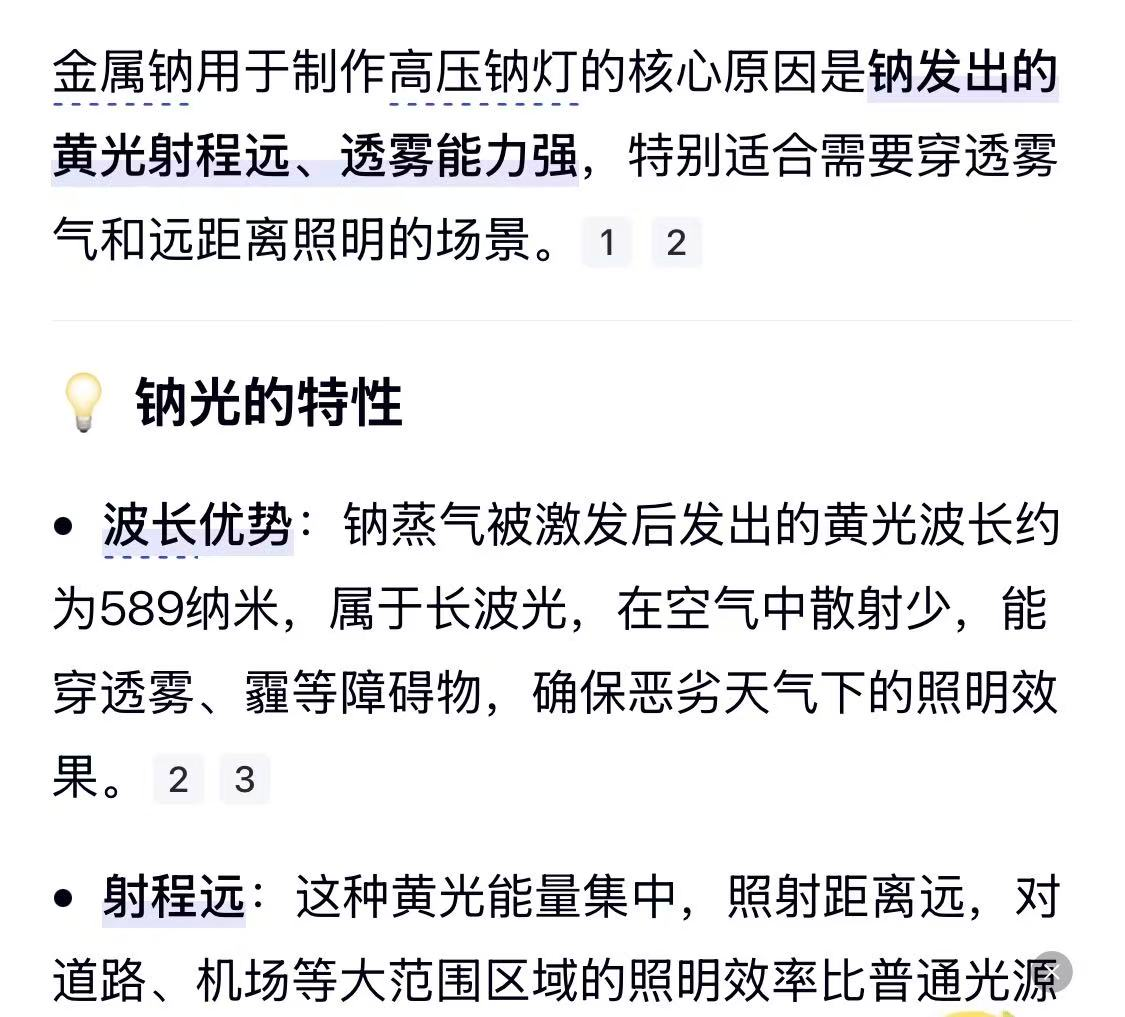 金属钠用于制作高压钠灯的核心原因是钠发出的
黄光射程远、透雾能力强，特别适合需要穿透雾
气和远距离照明的场景。 1 2
钠光的特性
• 波长优势：钠蒸气被激发后发出的黄光波长约
为589纳米，属于长波光，在空气中散射少，能
穿透雾、霾等障碍物，确保恶劣天气下的照明效
果。 2 3
• 射程远：这种黄光能量集中，照射距离远，对
道路、机场等大范围区域的照明效率比普通光源